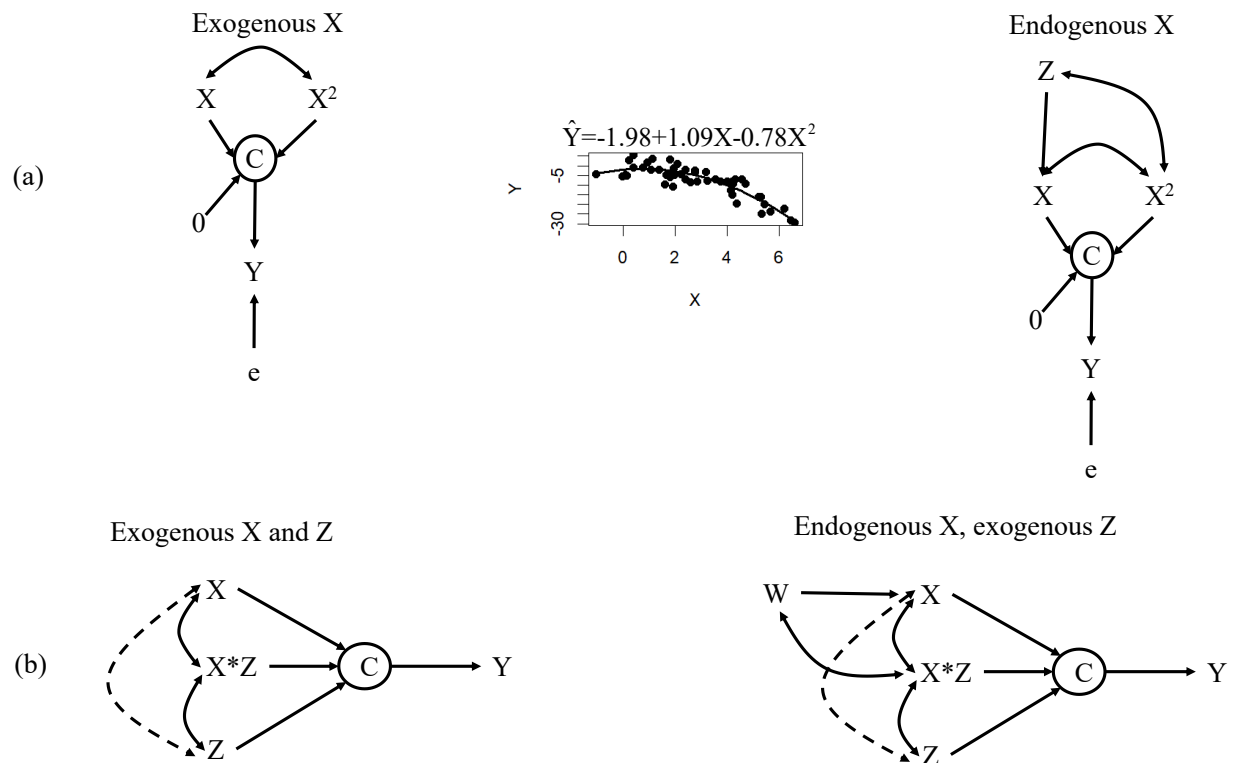 Exogenous X
X X²
C
0
Y
e
(a)
Ŷ=-1.98+1.09X-0.78X²
Y
-5
-30
0 2 4 6
X
Endogenous X
Z
X X²
C
0
Y
e
Exogenous X and Z
X
(b)
X*Z C Y
Z
Endogenous X, exogenous Z
W X
X*Z C Y
Z